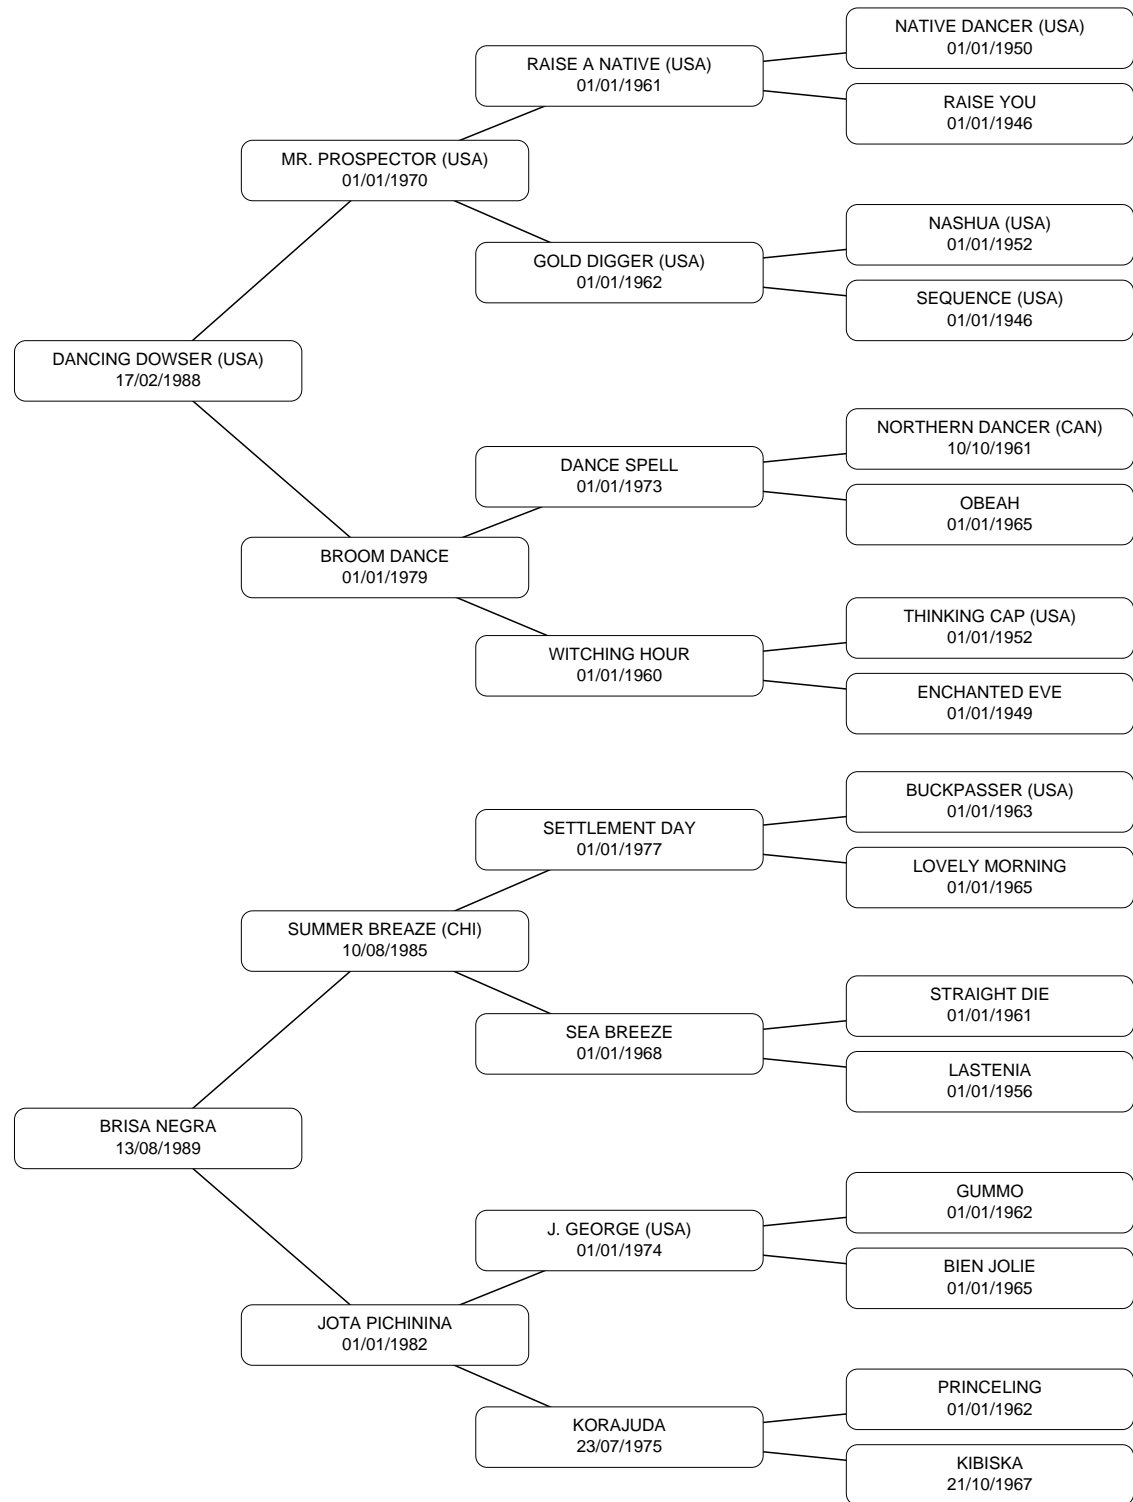 NATIVE DANCER (USA)
01/01/1950
RAISE A NATIVE (USA)
01/01/1961
RAISE YOU
01/01/1946
MR. PROSPECTOR (USA)
01/01/1970
NASHUA (USA)
01/01/1952
GOLD DIGGER (USA)
01/01/1962
SEQUENCE (USA)
01/01/1946
DANCING DOWSER (USA)
17/02/1988
NORTHERN DANCER (CAN)
10/10/1961
DANCE SPELL
01/01/1973
OBEAH
01/01/1965
BROOM DANCE
01/01/1979
THINKING CAP (USA)
01/01/1952
WITCHING HOUR
01/01/1960
ENCHANTED EVE
01/01/1949
BUCKPASSER (USA)
01/01/1963
SETTLEMENT DAY
01/01/1977
LOVELY MORNING
01/01/1965
SUMMER BREAZE (CHI)
10/08/1985
STRAIGHT DIE
01/01/1961
SEA BREEZE
01/01/1968
LASTENIA
01/01/1956
BRISA NEGRA
13/08/1989
GUMMO
01/01/1962
J. GEORGE (USA)
01/01/1974
BIEN JOLIE
01/01/1965
JOTA PICHININA
01/01/1982
PRINCELING
01/01/1962
KORAJUDA
23/07/1975
KIBISKA
21/10/1967